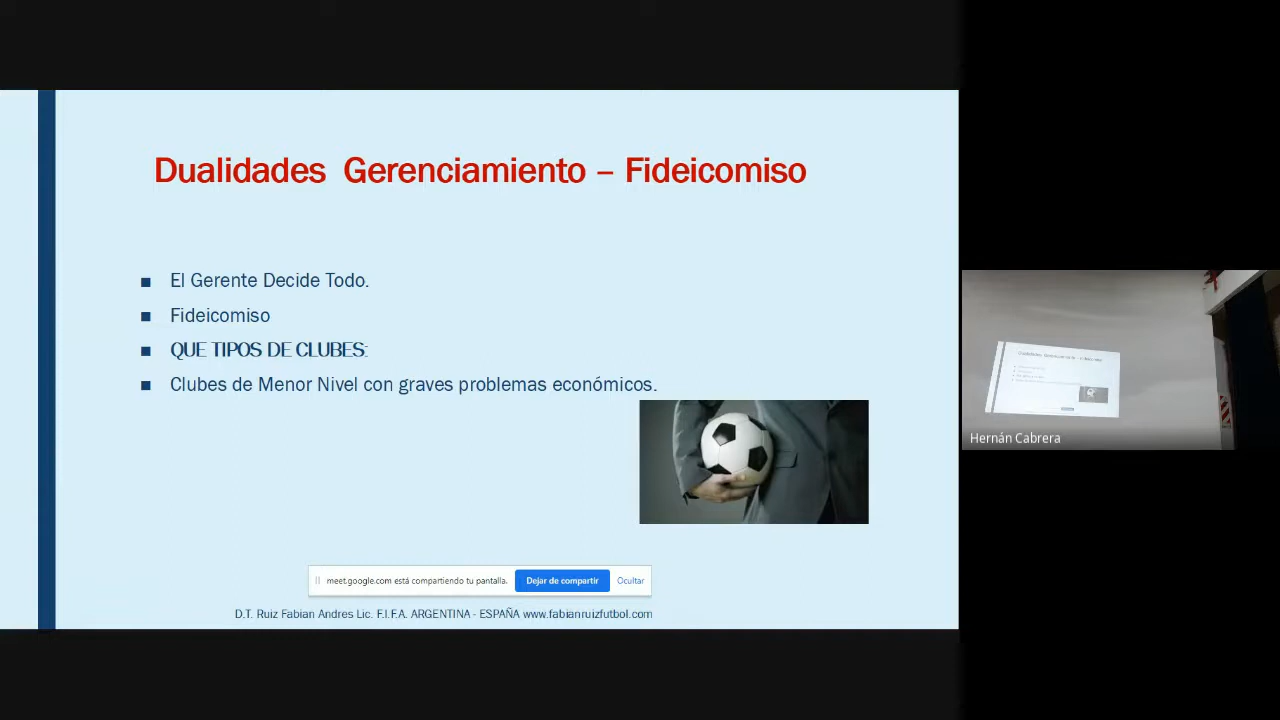 Dualidades Gerenciamiento – Fideicomiso
El Gerente Decide Todo.
Fideicomiso
QUE TIPOS DE CLUBES:
Clubes de Menor Nivel con graves problemas económicos.
meet.google.com está compartiendo tu pantalla.
Dejar de compartir
Ocultar
D.T. Ruiz Fabian Andres Lic. F.I.F.A. ARGENTINA - ESPAÑA www.fabianruizfutbol.com
Hernán Cabrera